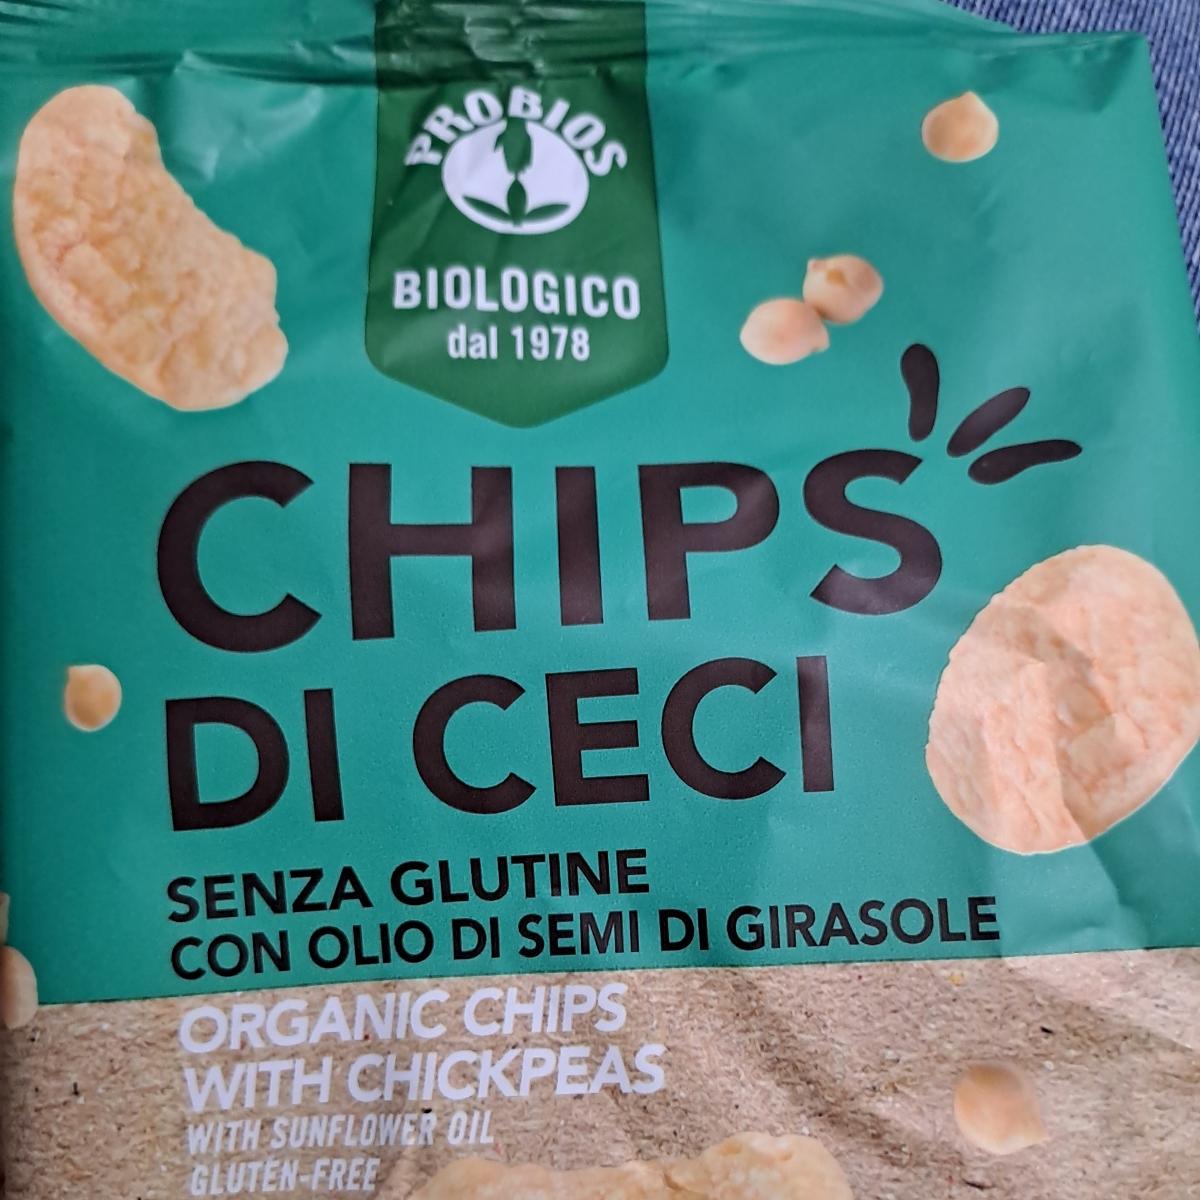 PROBIOS
BIOLOGICO
dal 1978
CHIPS
DI CECI
SENZA GLUTINE
CON OLIO DI SEMI DI GIRASOLE
ORGANIC CHIPS
WITH CHICKPEAS
WITH SUNFLOWER OIL
GLUTEN-FREE